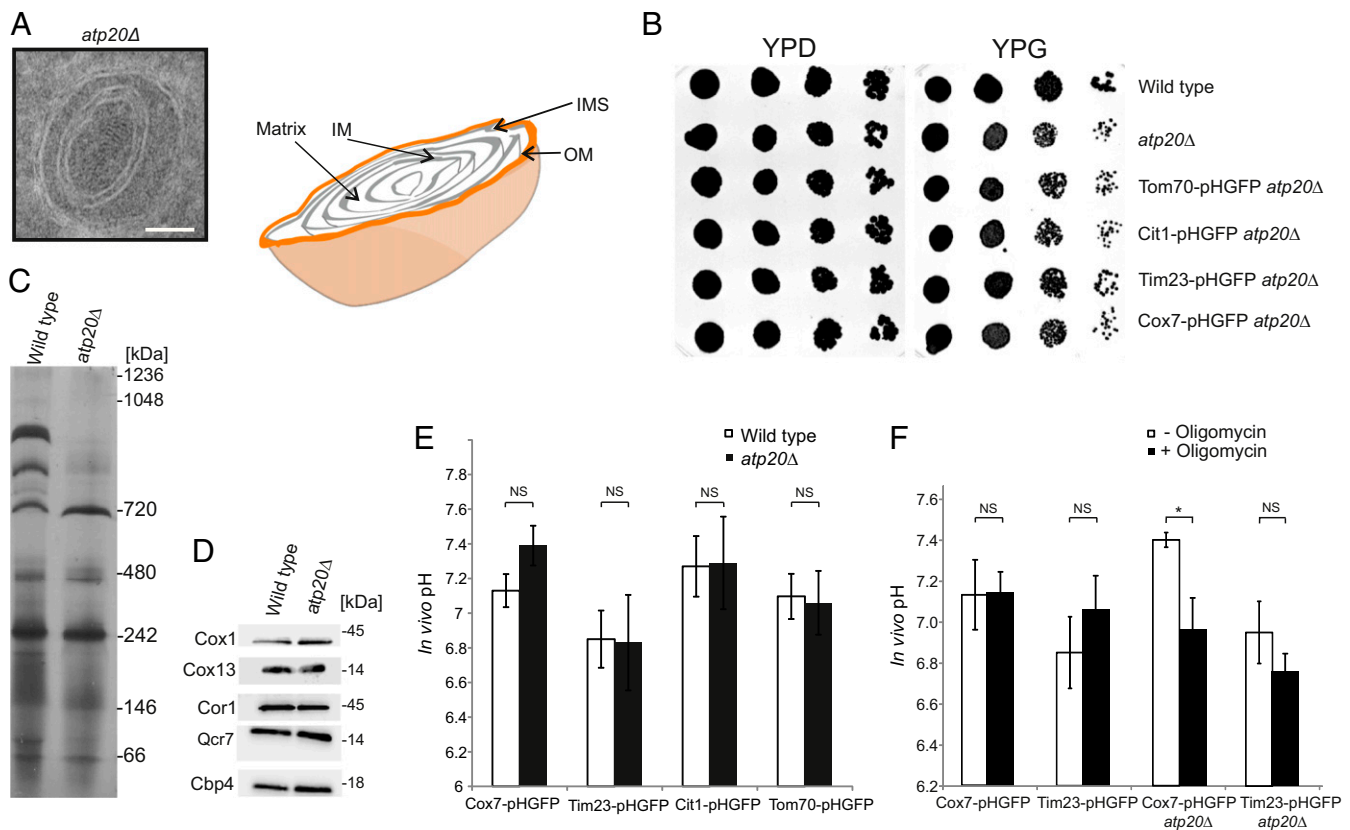 A
atp20Δ
Matrix
IM
IMS
OM
B
YPD
YPG
Wild type
atp20Δ
Tom70-pHGFP atp20Δ
Cit1-pHGFP atp20Δ
Tim23-pHGFP atp20Δ
Cox7-pHGFP atp20Δ
C
Wild type
atp20Δ
[kDa]
-1236
-1048
-720
-480
-242
-146
-66
D
Wild type
atp20Δ
[kDa]
Cox1
-45
Cox13
-14
Cor1
-45
Qcr7
-14
Cbp4
-18
E
Wild type
atp20Δ
In vivo pH
7.8
7.6
7.4
7.2
7
6.8
6.6
6.4
6.2
6
NS
NS
NS
NS
Cox7-pHGFP
Tim23-pHGFP
Cit1-pHGFP
Tom70-pHGFP
F
- Oligomycin
+ Oligomycin
In vivo pH
7.6
7.4
7.2
7
6.8
6.6
6.4
6.2
NS
NS
*
NS
Cox7-pHGFP
Tim23-pHGFP
Cox7-pHGFP
atp20Δ
Tim23-pHGFP
atp20Δ